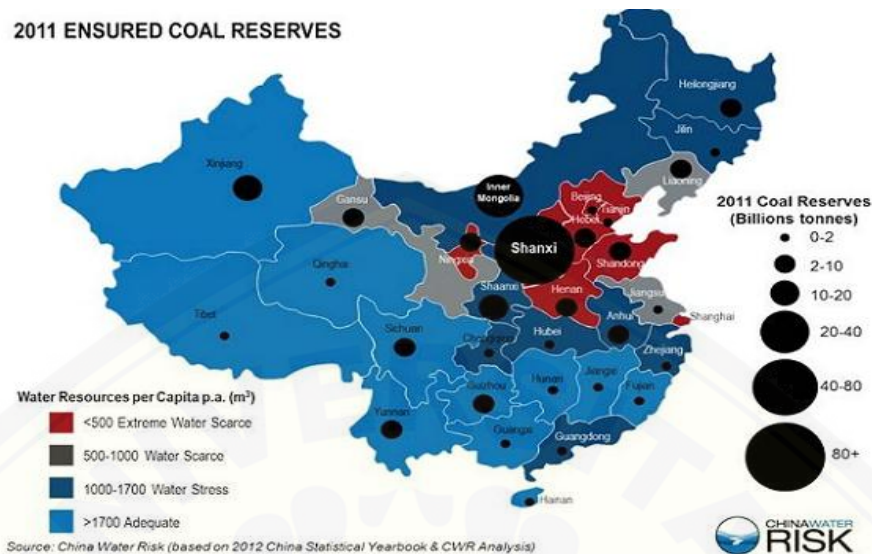 2011 ENSURED COAL RESERVES
Heilongjiang
Jilin
Xinjiang
Inner
Mongolia
Liaoning
Gansu
Beijing
Tianjin
Hebei
2011 Coal Reserves
(Billions tonnes)
0-2
2-10
10-20
20-40
40-80
80+
Shanxi
Ningxia
Shandong
Qinghai
Shaanxi
Henan
Jiangsu
Shanghai
Tibet
Sichuan
Chongqing
Hubei
Anhui
Zhejiang
Guizhou
Hunan
Jiangxi
Fujian
Yunnan
Guangxi
Guangdong
Hainan
Water Resources per Capita p.a. (m³)
<500 Extreme Water Scarce
500-1000 Water Scarce
1000-1700 Water Stress
>1700 Adequate
Source: China Water Risk (based on 2012 China Statistical Yearbook & CWR Analysis)
CHINAWATER
RISK